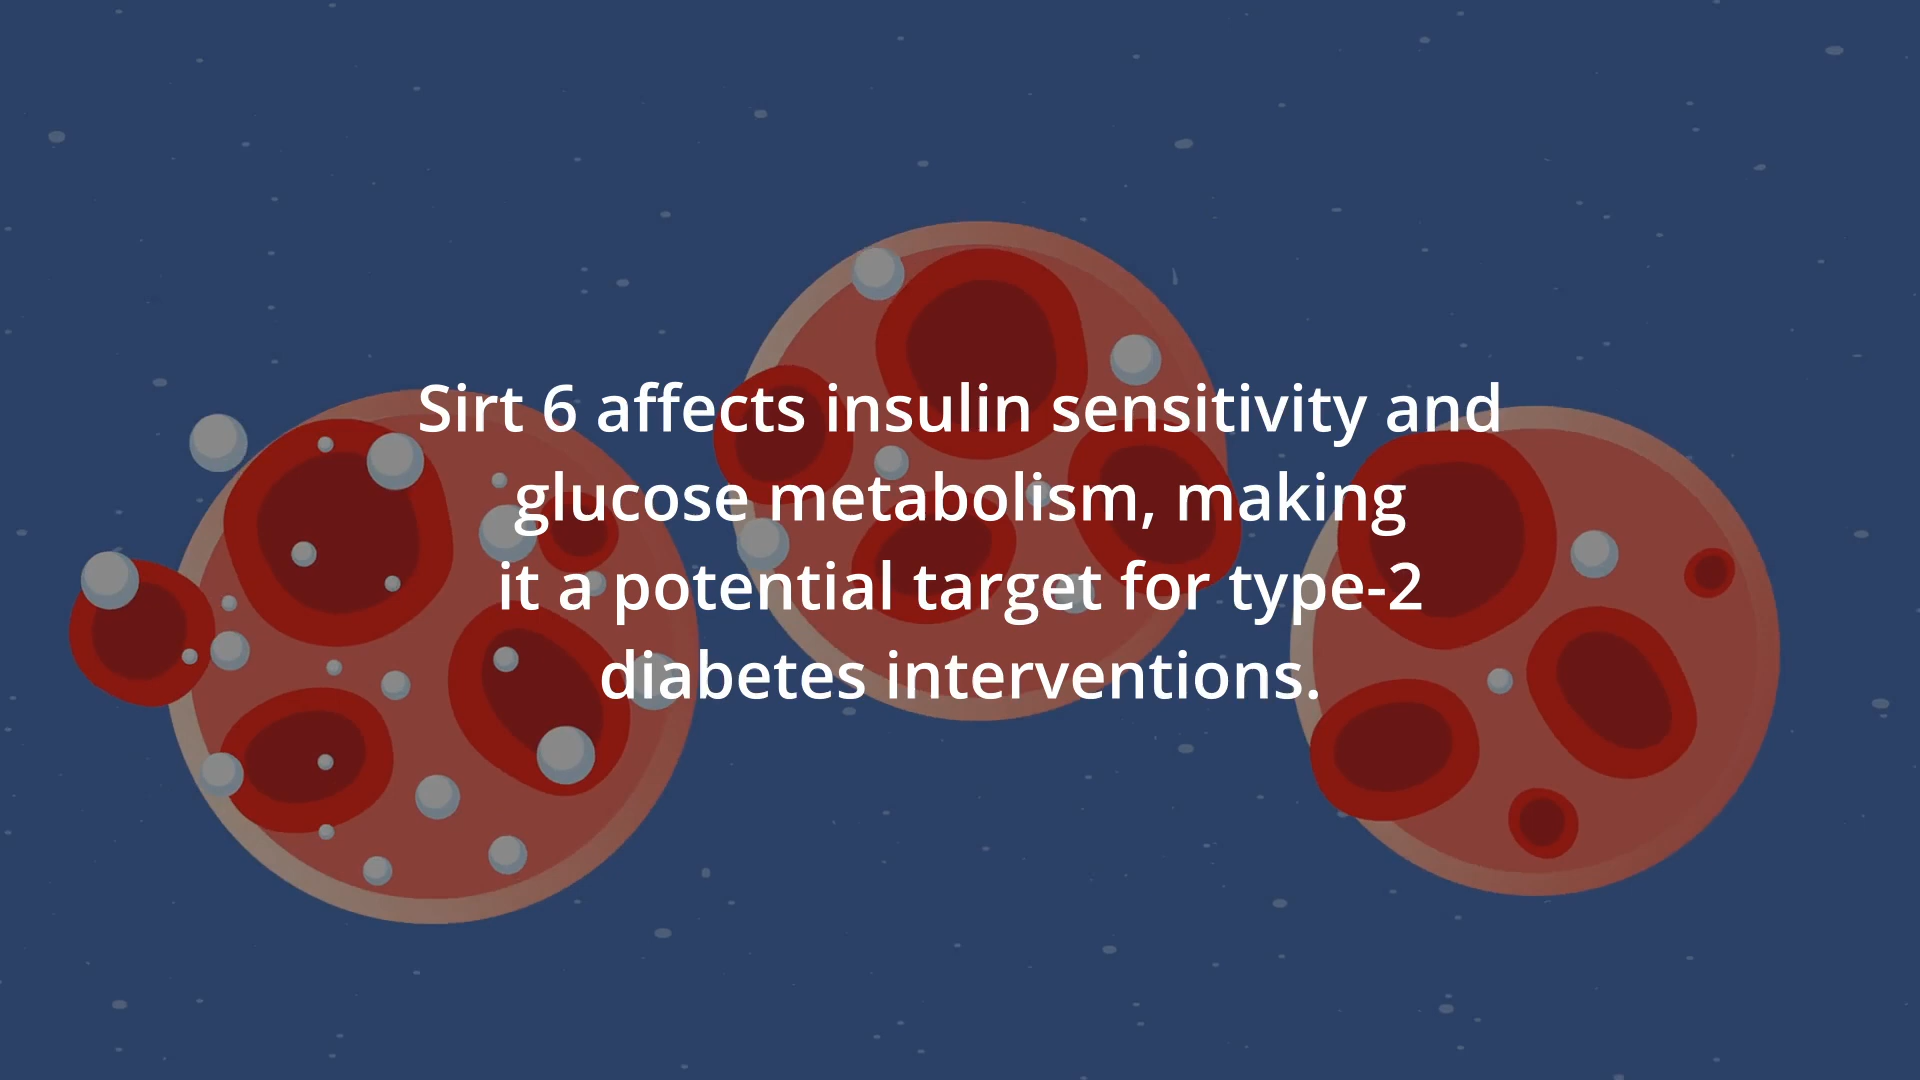 Sirt 6 affects insulin sensitivity and
glucose metabolism, making
it a potential target for type-2
diabetes interventions.